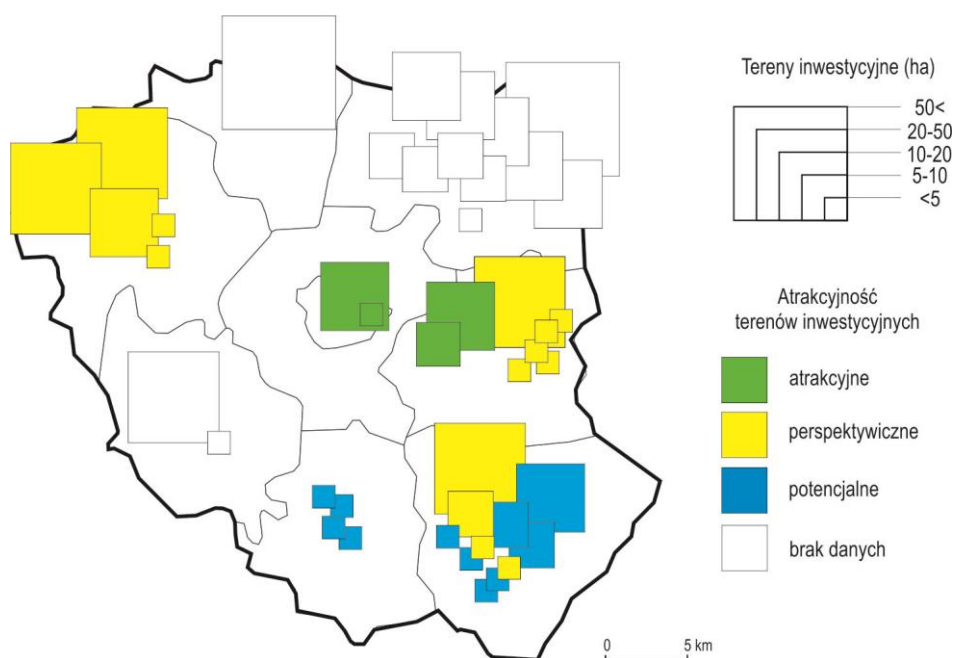 Tereny inwestycyjne (ha)
50<
20-50
10-20
5-10
<5
Atrakcyjność
terenów inwestycyjnych
atrakcyjne
perspektywiczne
potencjalne
brak danych
0 5 km